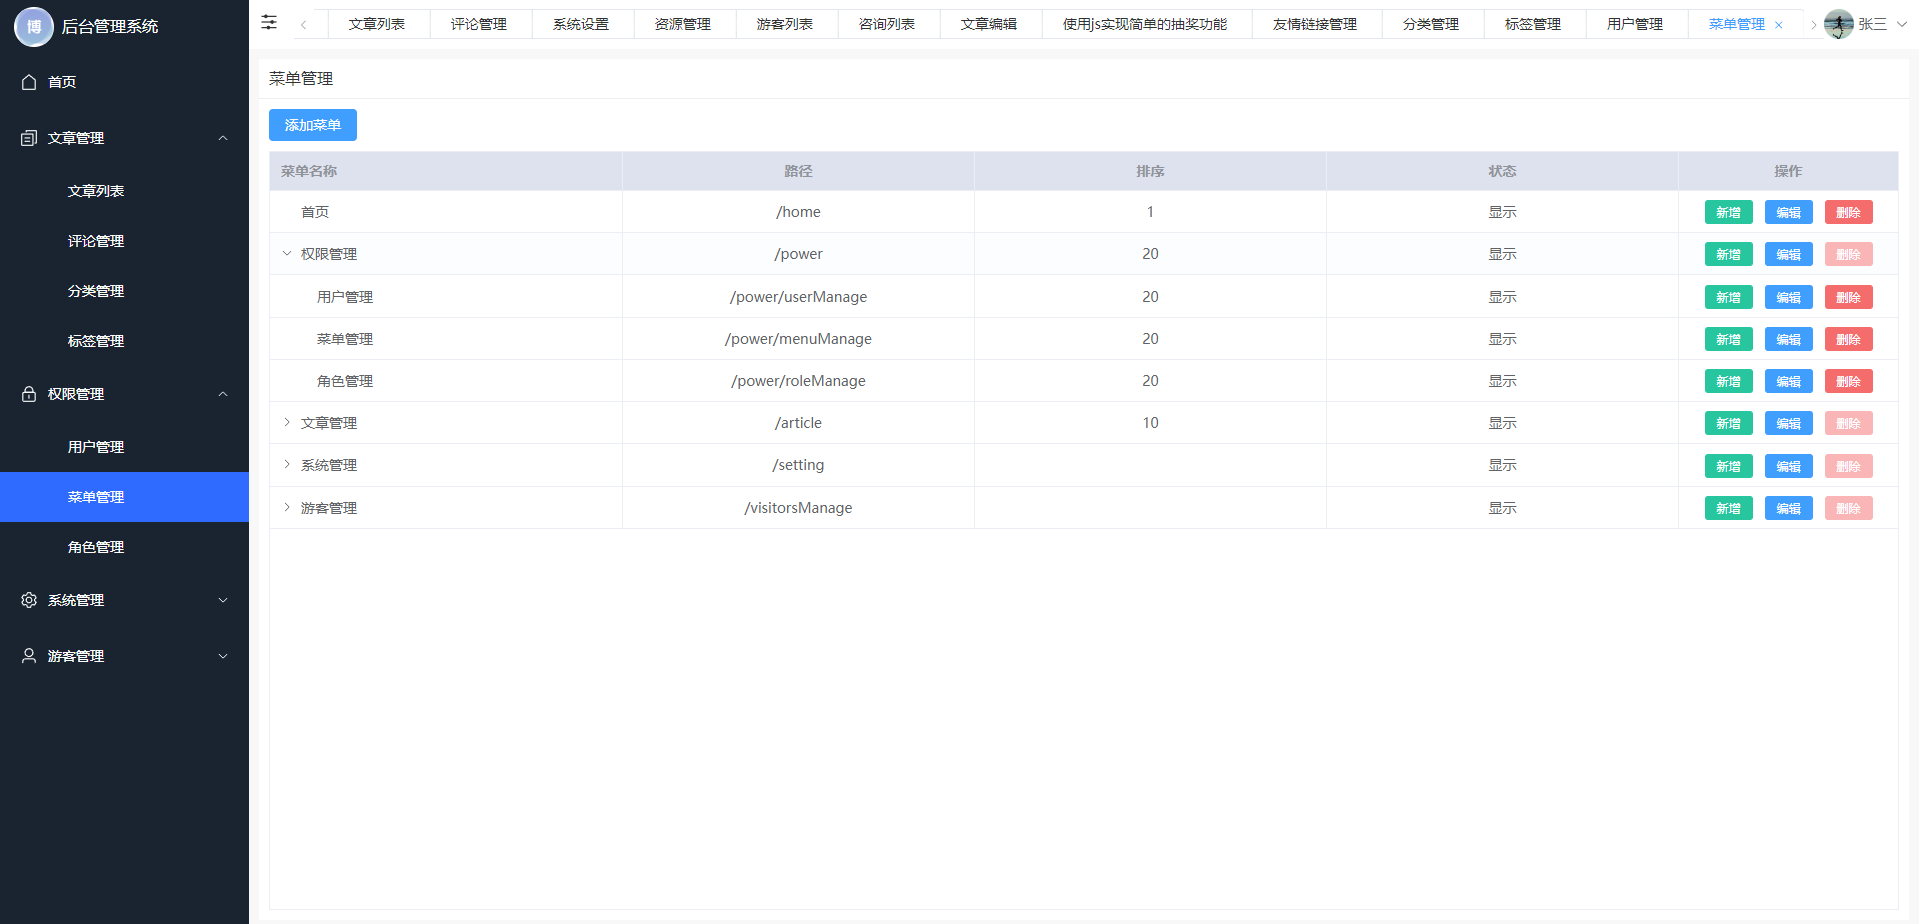 博 后台管理系统
首页
文章管理
文章列表
评论管理
分类管理
标签管理
权限管理
用户管理
菜单管理
角色管理
系统管理
游客管理
文章列表 评论管理 系统设置 资源管理 游客列表 咨询列表 文章编辑 使用js实现简单的抽奖功能 友情链接管理 分类管理 标签管理 用户管理 菜单管理 张三
菜单管理
添加菜单
菜单名称 路径 排序 状态 操作
首页 /home 1 显示 新增 编辑 删除
权限管理 /power 20 显示 新增 编辑 删除
用户管理 /power/userManage 20 显示 新增 编辑 删除
菜单管理 /power/menuManage 20 显示 新增 编辑 删除
角色管理 /power/roleManage 20 显示 新增 编辑 删除
文章管理 /article 10 显示 新增 编辑 删除
系统管理 /setting 显示 新增 编辑 删除
游客管理 /visitorsManage 显示 新增 编辑 删除